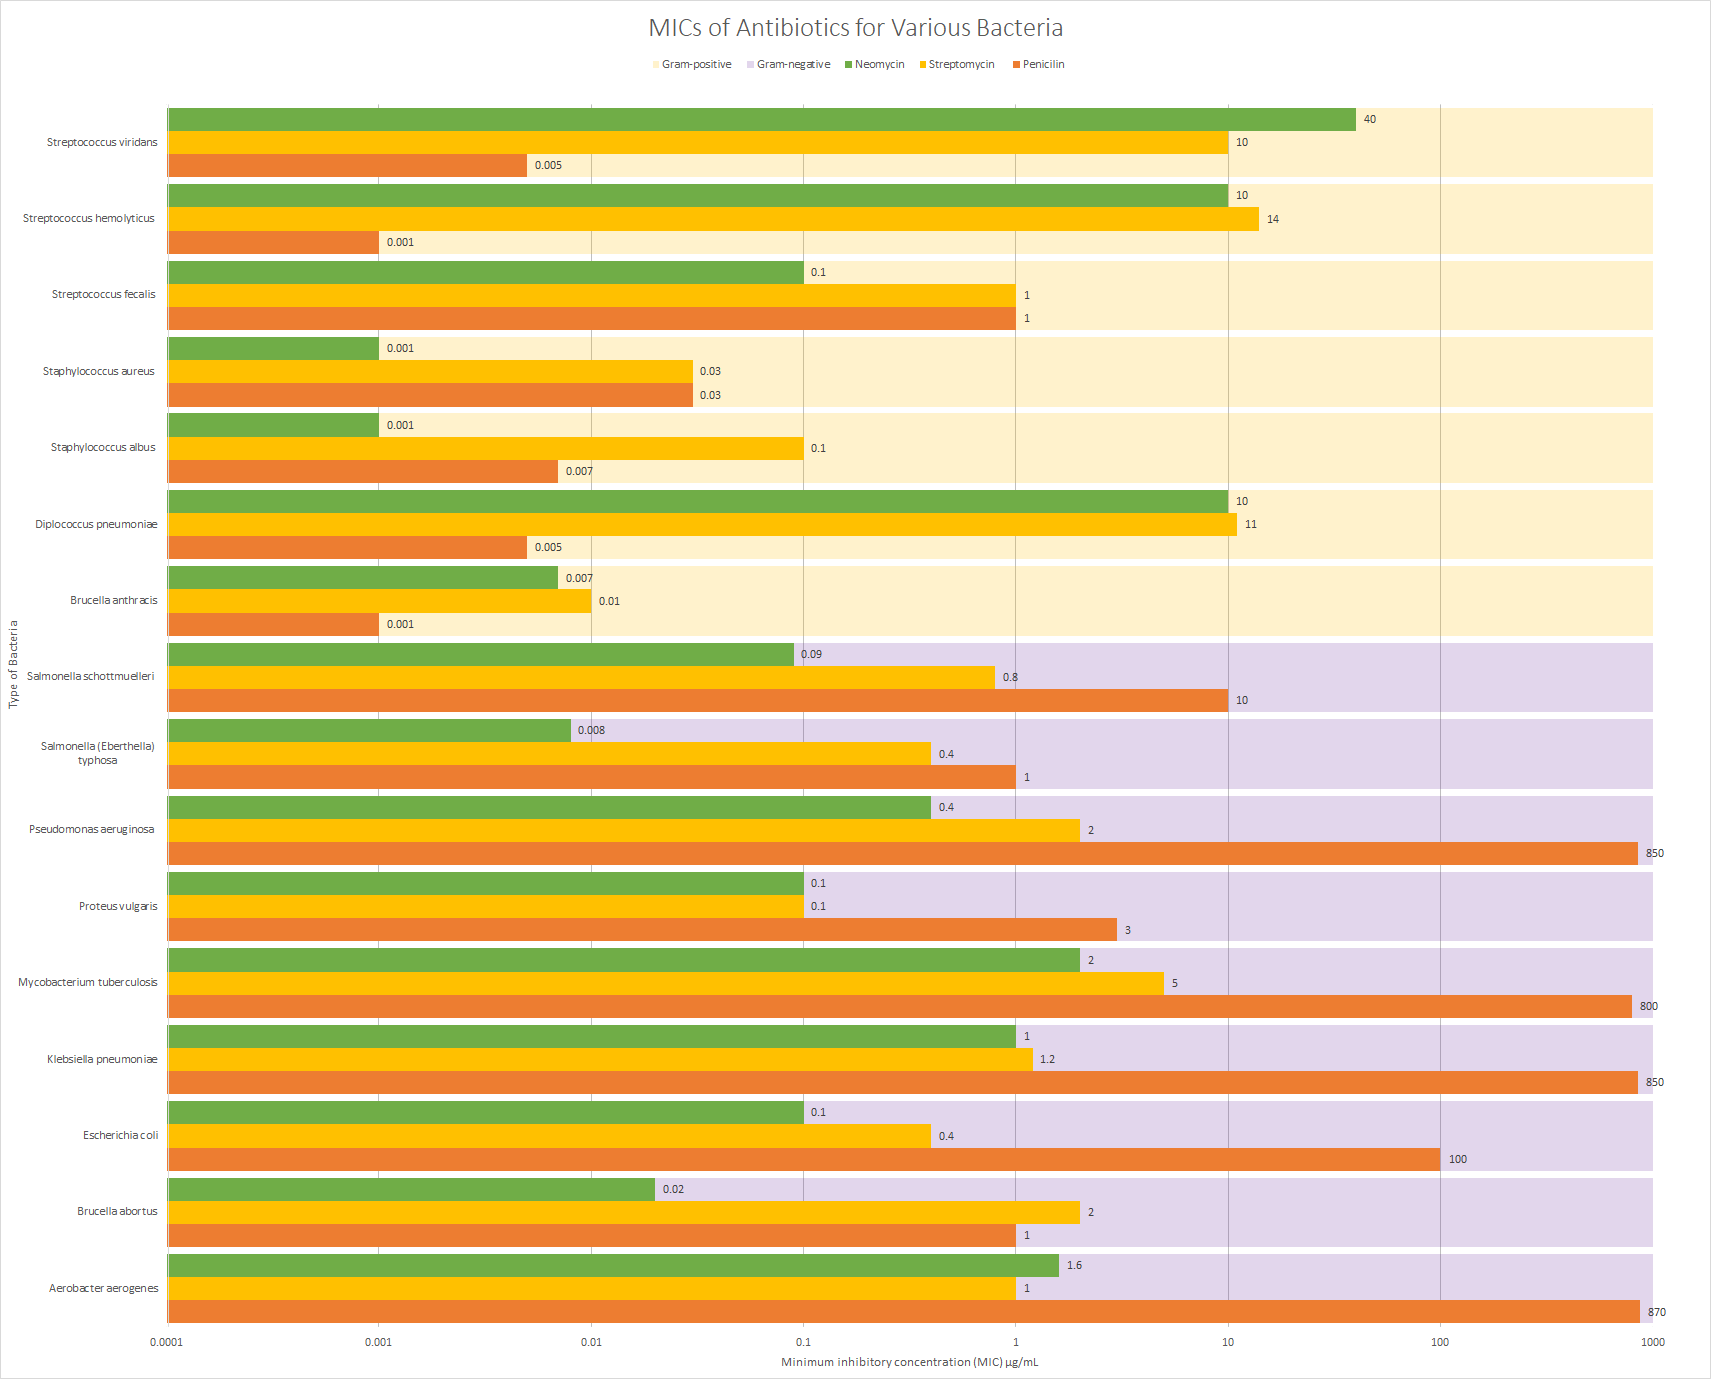 MICs of Antibiotics for Various Bacteria
Gram-positive Gram-negative Neomycin Streptomycin Penicilin
Type of Bacteria
Streptococcus viridans
40
10
0.005
Streptococcus hemolyticus
10
14
0.001
Streptococcus fecalis
0.1
1
1
Staphylococcus aureus
0.001
0.03
0.03
Staphylococcus albus
0.001
0.1
0.007
Diplococcus pneumoniae
10
11
0.005
Brucella anthracis
0.007
0.01
0.001
Salmonella schottmuelleri
0.09
0.8
10
Salmonella (Eberthella)
typhosa
0.008
0.4
1
Pseudomonas aeruginosa
0.4
2
850
Proteus vulgaris
0.1
0.1
3
Mycobacterium tuberculosis
2
5
800
Klebsiella pneumoniae
1
1.2
850
Escherichia coli
0.1
0.4
100
Brucella abortus
0.02
2
1
Aerobacter aerogenes
1.6
1
870
0.0001 0.001 0.01 0.1 1 10 100 1000
Minimum inhibitory concentration (MIC) µg/mL